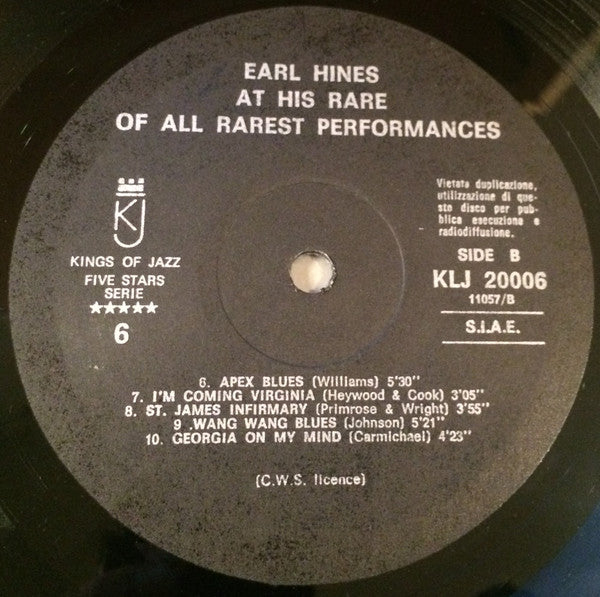 EARL HINES
AT HIS RARE
OF ALL RAREST PERFORMANCES
KJ
KINGS OF JAZZ
FIVE STARS
SERIE
★★★★★
6
Vietata duplicazione,
utilizzazione di que-
sto disco per pub-
blica esecuzione e
radiodiffusione.
SIDE B
KLJ 20006
11057/B
S.I.A.E.
6. APEX BLUES (Williams) 5'30"
7. I'M COMING VIRGINIA (Heywood & Cook) 3'05"
8. ST. JAMES INFIRMARY (Primrose & Wright) 3'55"
9 .WANG WANG BLUES (Johnson) 5'21"
10. GEORGIA ON MY MIND (Carmichael) 4'23"
(C.W.S. licence)